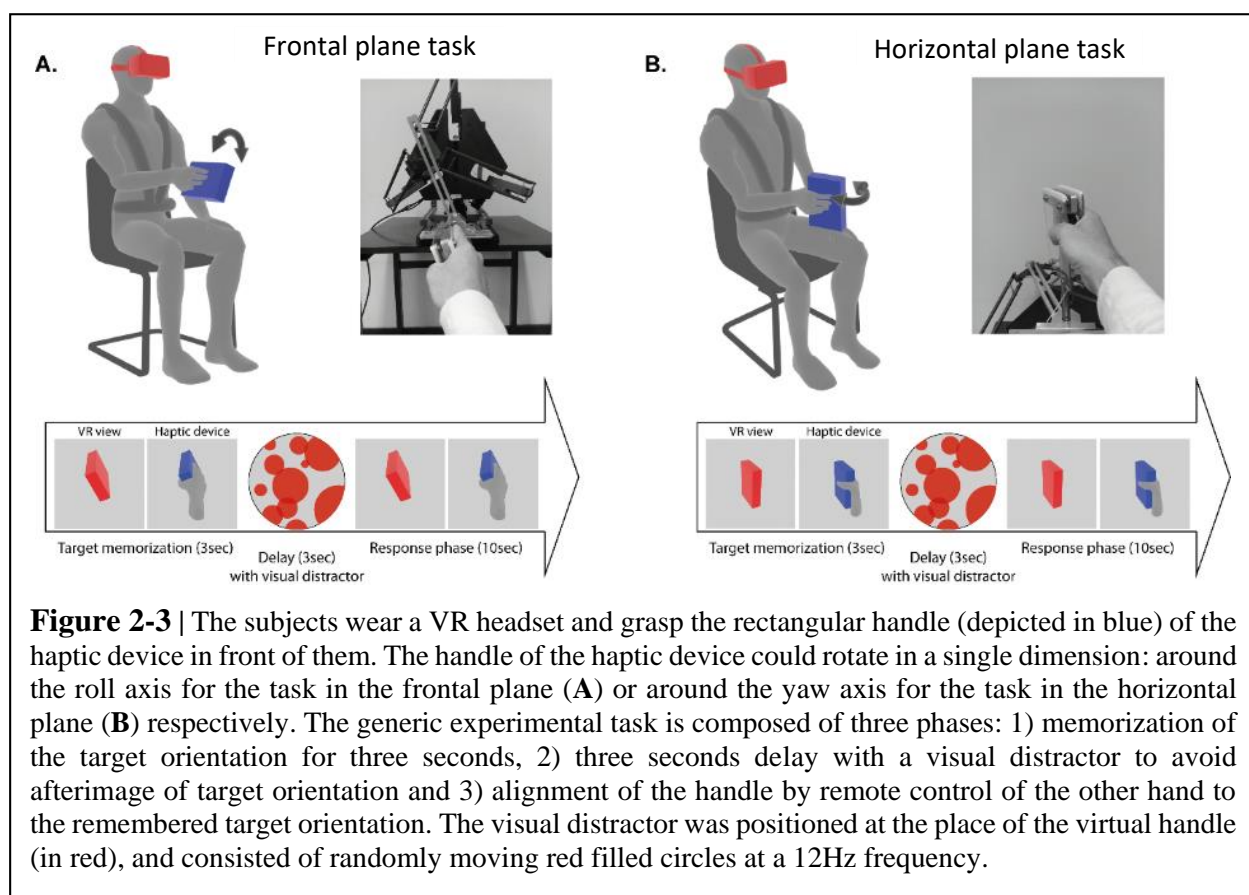 A.
Frontal plane task
B.
Horizontal plane task
VR view
Haptic device
Target memorization (3sec)
Delay (3sec)
with visual distractor
Response phase (10sec)
VR view
Haptic device
Target memorization (3sec)
Delay (3sec)
with visual distractor
Response phase (10sec)
Figure 2-3 | The subjects wear a VR headset and grasp the rectangular handle (depicted in blue) of the
haptic device in front of them. The handle of the haptic device could rotate in a single dimension: around
the roll axis for the task in the frontal plane (A) or around the yaw axis for the task in the horizontal
plane (B) respectively. The generic experimental task is composed of three phases: 1) memorization of
the target orientation for three seconds, 2) three seconds delay with a visual distractor to avoid
afterimage of target orientation and 3) alignment of the handle by remote control of the other hand to
the remembered target orientation. The visual distractor was positioned at the place of the virtual handle
(in red), and consisted of randomly moving red filled circles at a 12Hz frequency.